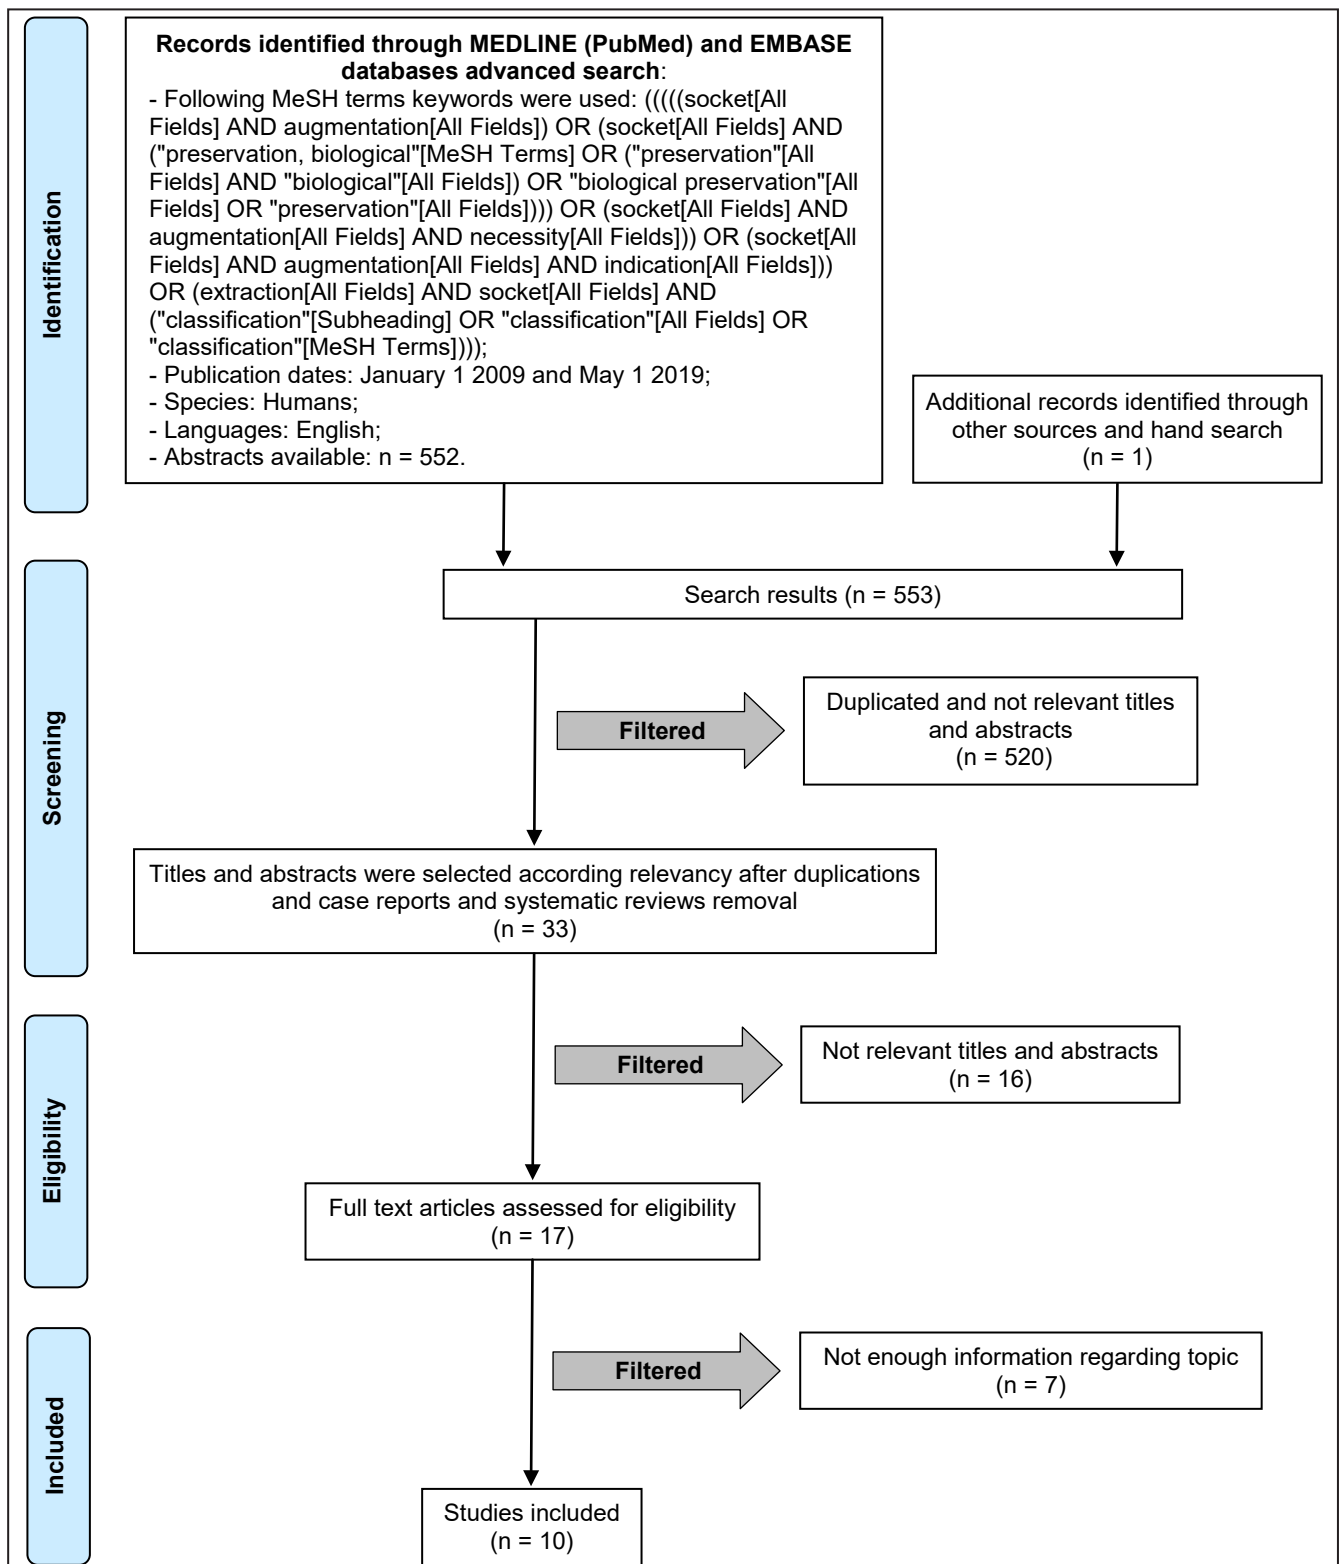 Identification
Records identified through MEDLINE (PubMed) and EMBASE
databases advanced search:
- Following MeSH terms keywords were used: (((((socket[All
Fields] AND augmentation[All Fields]) OR (socket[All Fields] AND
("preservation, biological"[MeSH Terms] OR ("preservation"[All
Fields] AND "biological"[All Fields]) OR "biological preservation"[All
Fields] OR "preservation"[All Fields]))) OR (socket[All Fields] AND
augmentation[All Fields] AND necessity[All Fields])) OR (socket[All
Fields] AND augmentation[All Fields] AND indication[All Fields]))
OR (extraction[All Fields] AND socket[All Fields] AND
("classification"[Subheading] OR "classification"[All Fields] OR
"classification"[MeSH Terms])));
- Publication dates: January 1 2009 and May 1 2019;
- Species: Humans;
- Languages: English;
- Abstracts available: n = 552.
Additional records identified through
other sources and hand search
(n = 1)
Screening
Search results (n = 553)
Filtered
Duplicated and not relevant titles
and abstracts
(n = 520)
Titles and abstracts were selected according relevancy after duplications
and case reports and systematic reviews removal
(n = 33)
Eligibility
Filtered
Not relevant titles and abstracts
(n = 16)
Full text articles assessed for eligibility
(n = 17)
Included
Filtered
Not enough information regarding topic
(n = 7)
Studies included
(n = 10)